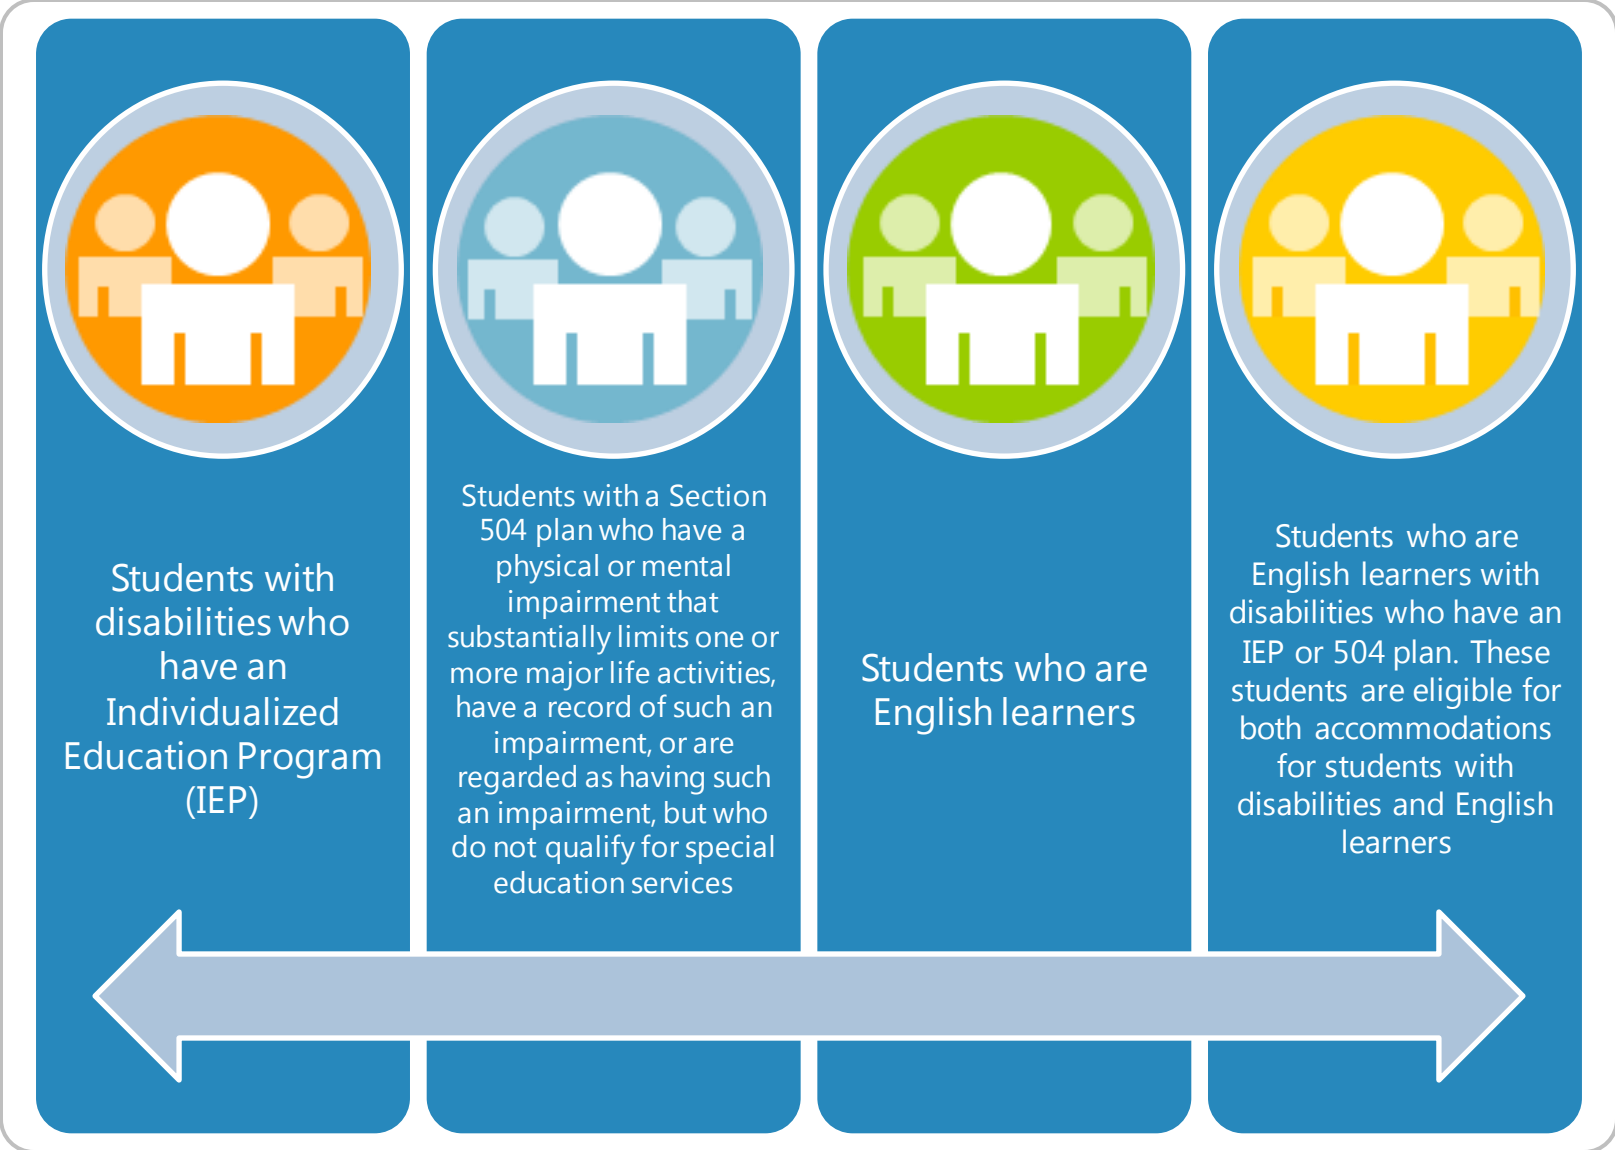 Students with
disabilities who
have an
Individualized
Education Program
(IEP)
Students with a Section
504 plan who have a
physical or mental
impairment that
substantially limits one or
more major life activities,
have a record of such an
impairment, or are
regarded as having such
an impairment, but who
do not qualify for special
education services
Students who are
English learners
Students who are
English learners with
disabilities who have an
IEP or 504 plan. These
students are eligible for
both accommodations
for students with
disabilities and English
learners